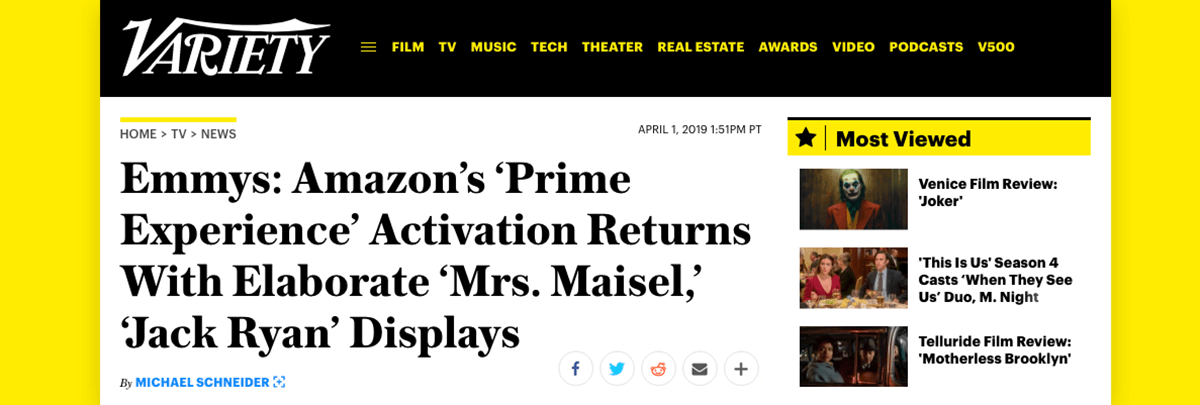 VARIETY
FILM TV MUSIC TECH THEATER REAL ESTATE AWARDS VIDEO PODCASTS V500
HOME > TV > NEWS
APRIL 1, 2019 1:51PM PT
Emmys: Amazon’s ‘Prime
Experience’ Activation Returns
With Elaborate ‘Mrs. Maisel,’
‘Jack Ryan’ Displays
By MICHAEL SCHNEIDER
Most Viewed
Venice Film Review:
'Joker'
'This Is Us' Season 4
Casts ‘When They See
Us’ Duo, M. Night
Telluride Film Review:
'Motherless Brooklyn'